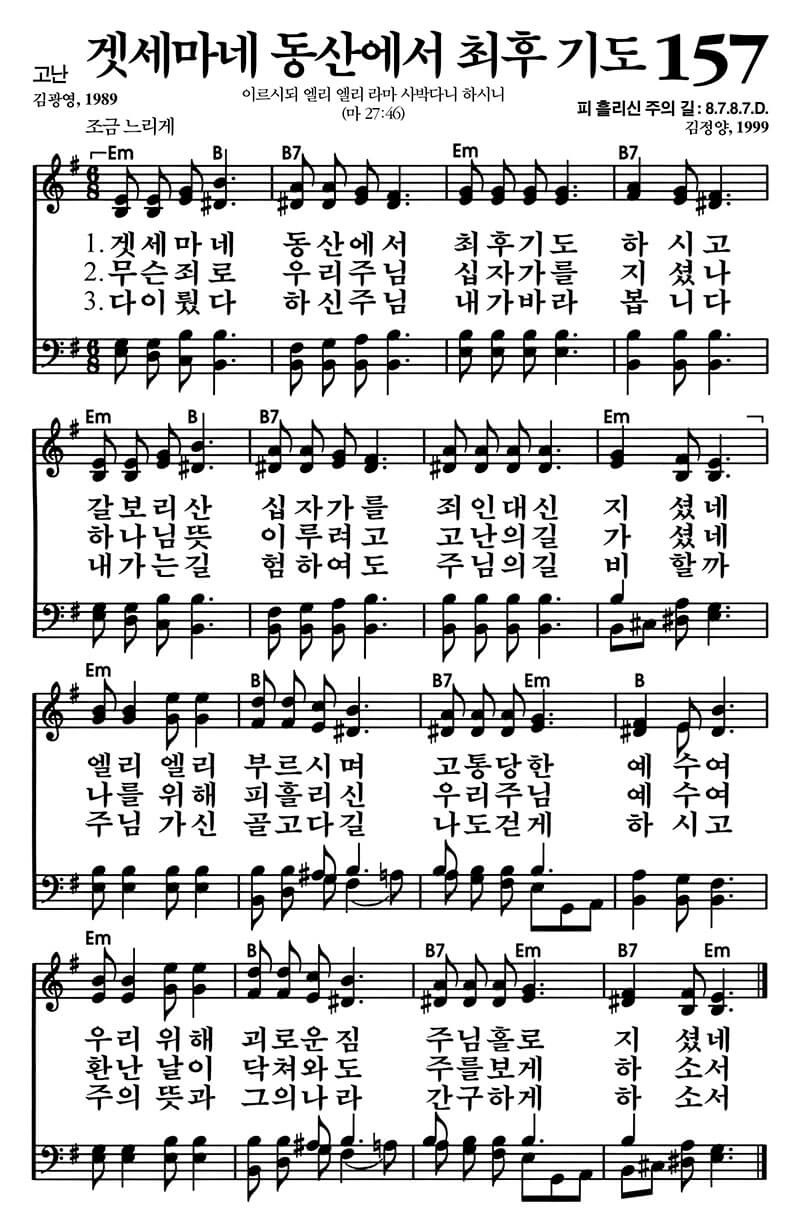 고난 겟세마네 동산에서 최후 기도 157
김광영, 1989 이르시되 엘리 엘리 라마 사박다니 하시니 피 흘리신 주의 길 : 8.7.8.7.D.
(마 27:46) 김정양, 1999
조금 느리게
Em B B7 Em B7
1. 겟세마네 동산에서 최후기도 하시고
2. 무슨죄로 우리주님 십자가를 지셨나
3. 다이뤘다 하신주님 내가바라 봅니다
Em B B7 Em
갈보리산 십자가를 죄인대신 지셨네
하나님뜻 이루려고 고난의길 가셨네
내가는길 험하여도 주님의길 비할까
Em B B7 Em B
엘리 엘리 부르시며 고통당한 예수여
나를 위해 피흘리신 우리주님 예수여
주님 가신 골고다길 나도걷게 하시고
Em B B7 Em B7 Em
우리 위해 괴로운짐 주님홀로 지셨네
환난 날이 닥쳐와도 주를보게 하소서
주의 뜻과 그의나라 간구하게 하소서